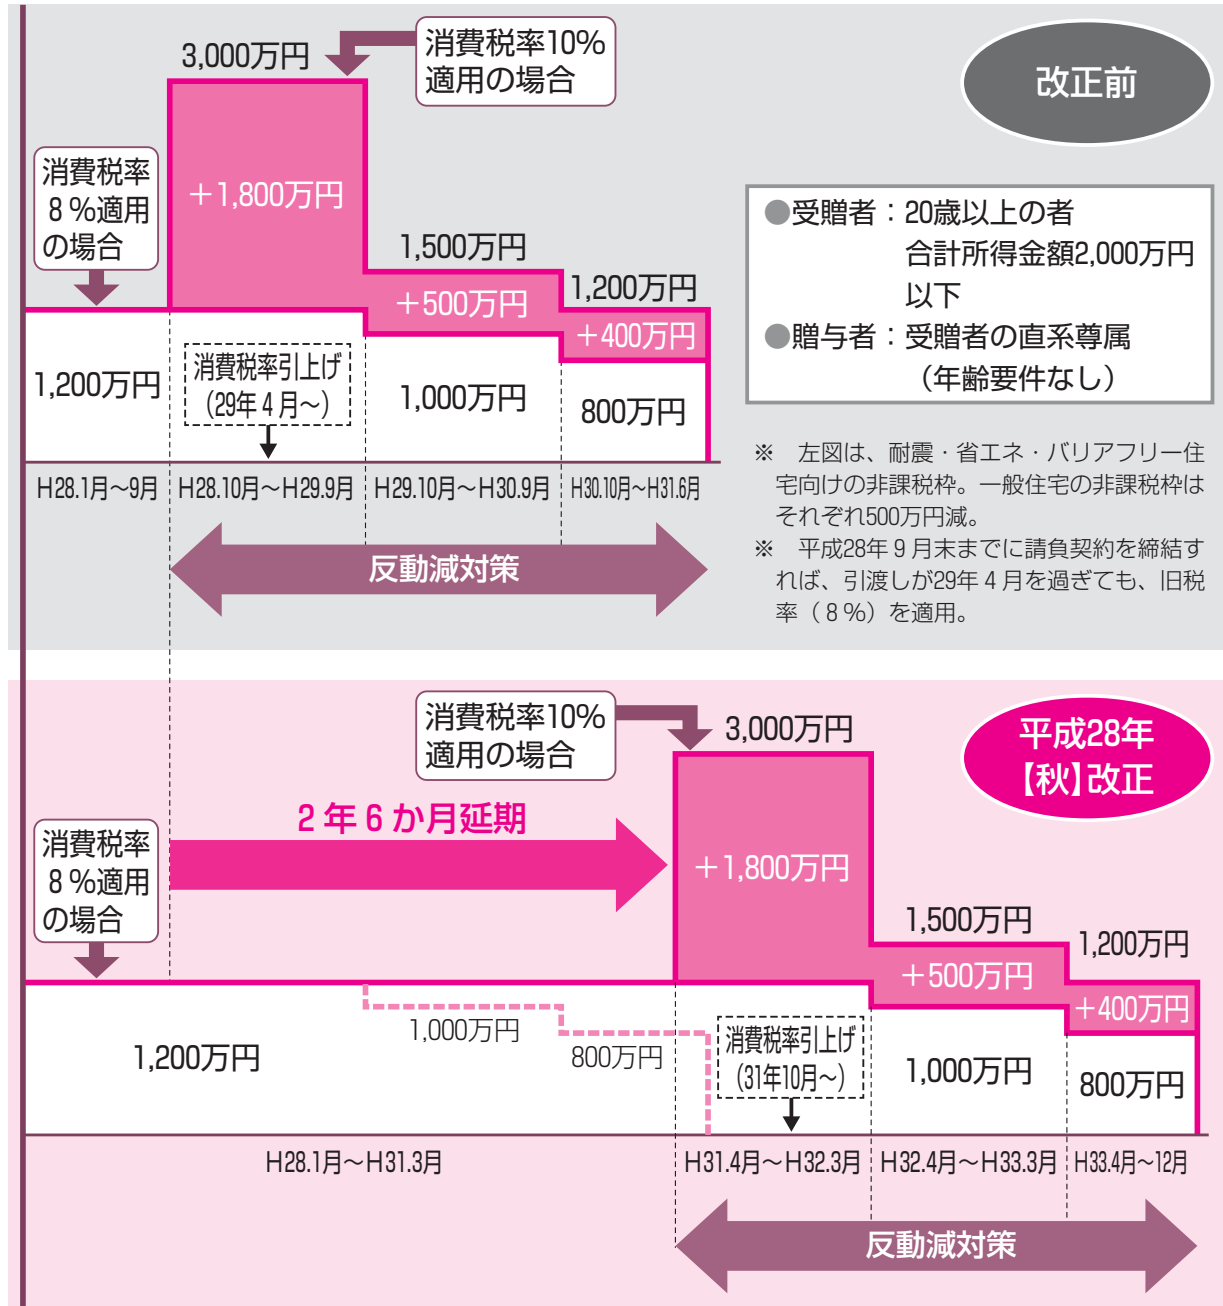 改正前
3,000万円
消費税率10%
適用の場合
消費税率
8%適用
の場合
+1,800万円
1,500万円
+500万円
1,200万円
+400万円
1,200万円
消費税率引上げ
(29年4月～)
1,000万円
800万円
H28.1月～9月
H28.10月～H29.9月
H29.10月～H30.9月
H30.10月～H31.6月
反動減対策
●受贈者：20歳以上の者
合計所得金額2,000万円
以下
●贈与者：受贈者の直系尊属
（年齢要件なし）
※　左図は、耐震・省エネ・バリアフリー住
宅向けの非課税枠。一般住宅の非課税枠は
それぞれ500万円減。
※　平成28年9月末までに請負契約を締結す
れば、引渡しが29年4月を過ぎても、旧税
率（8%）を適用。
平成28年
【秋】改正
消費税率10%
適用の場合
3,000万円
2年6か月延期
消費税率
8%適用
の場合
+1,800万円
1,500万円
+500万円
1,200万円
+400万円
1,200万円
1,000万円
800万円
消費税率引上げ
(31年10月～)
1,000万円
800万円
H28.1月～H31.3月
H31.4月～H32.3月
H32.4月～H33.3月
H33.4月～12月
反動減対策